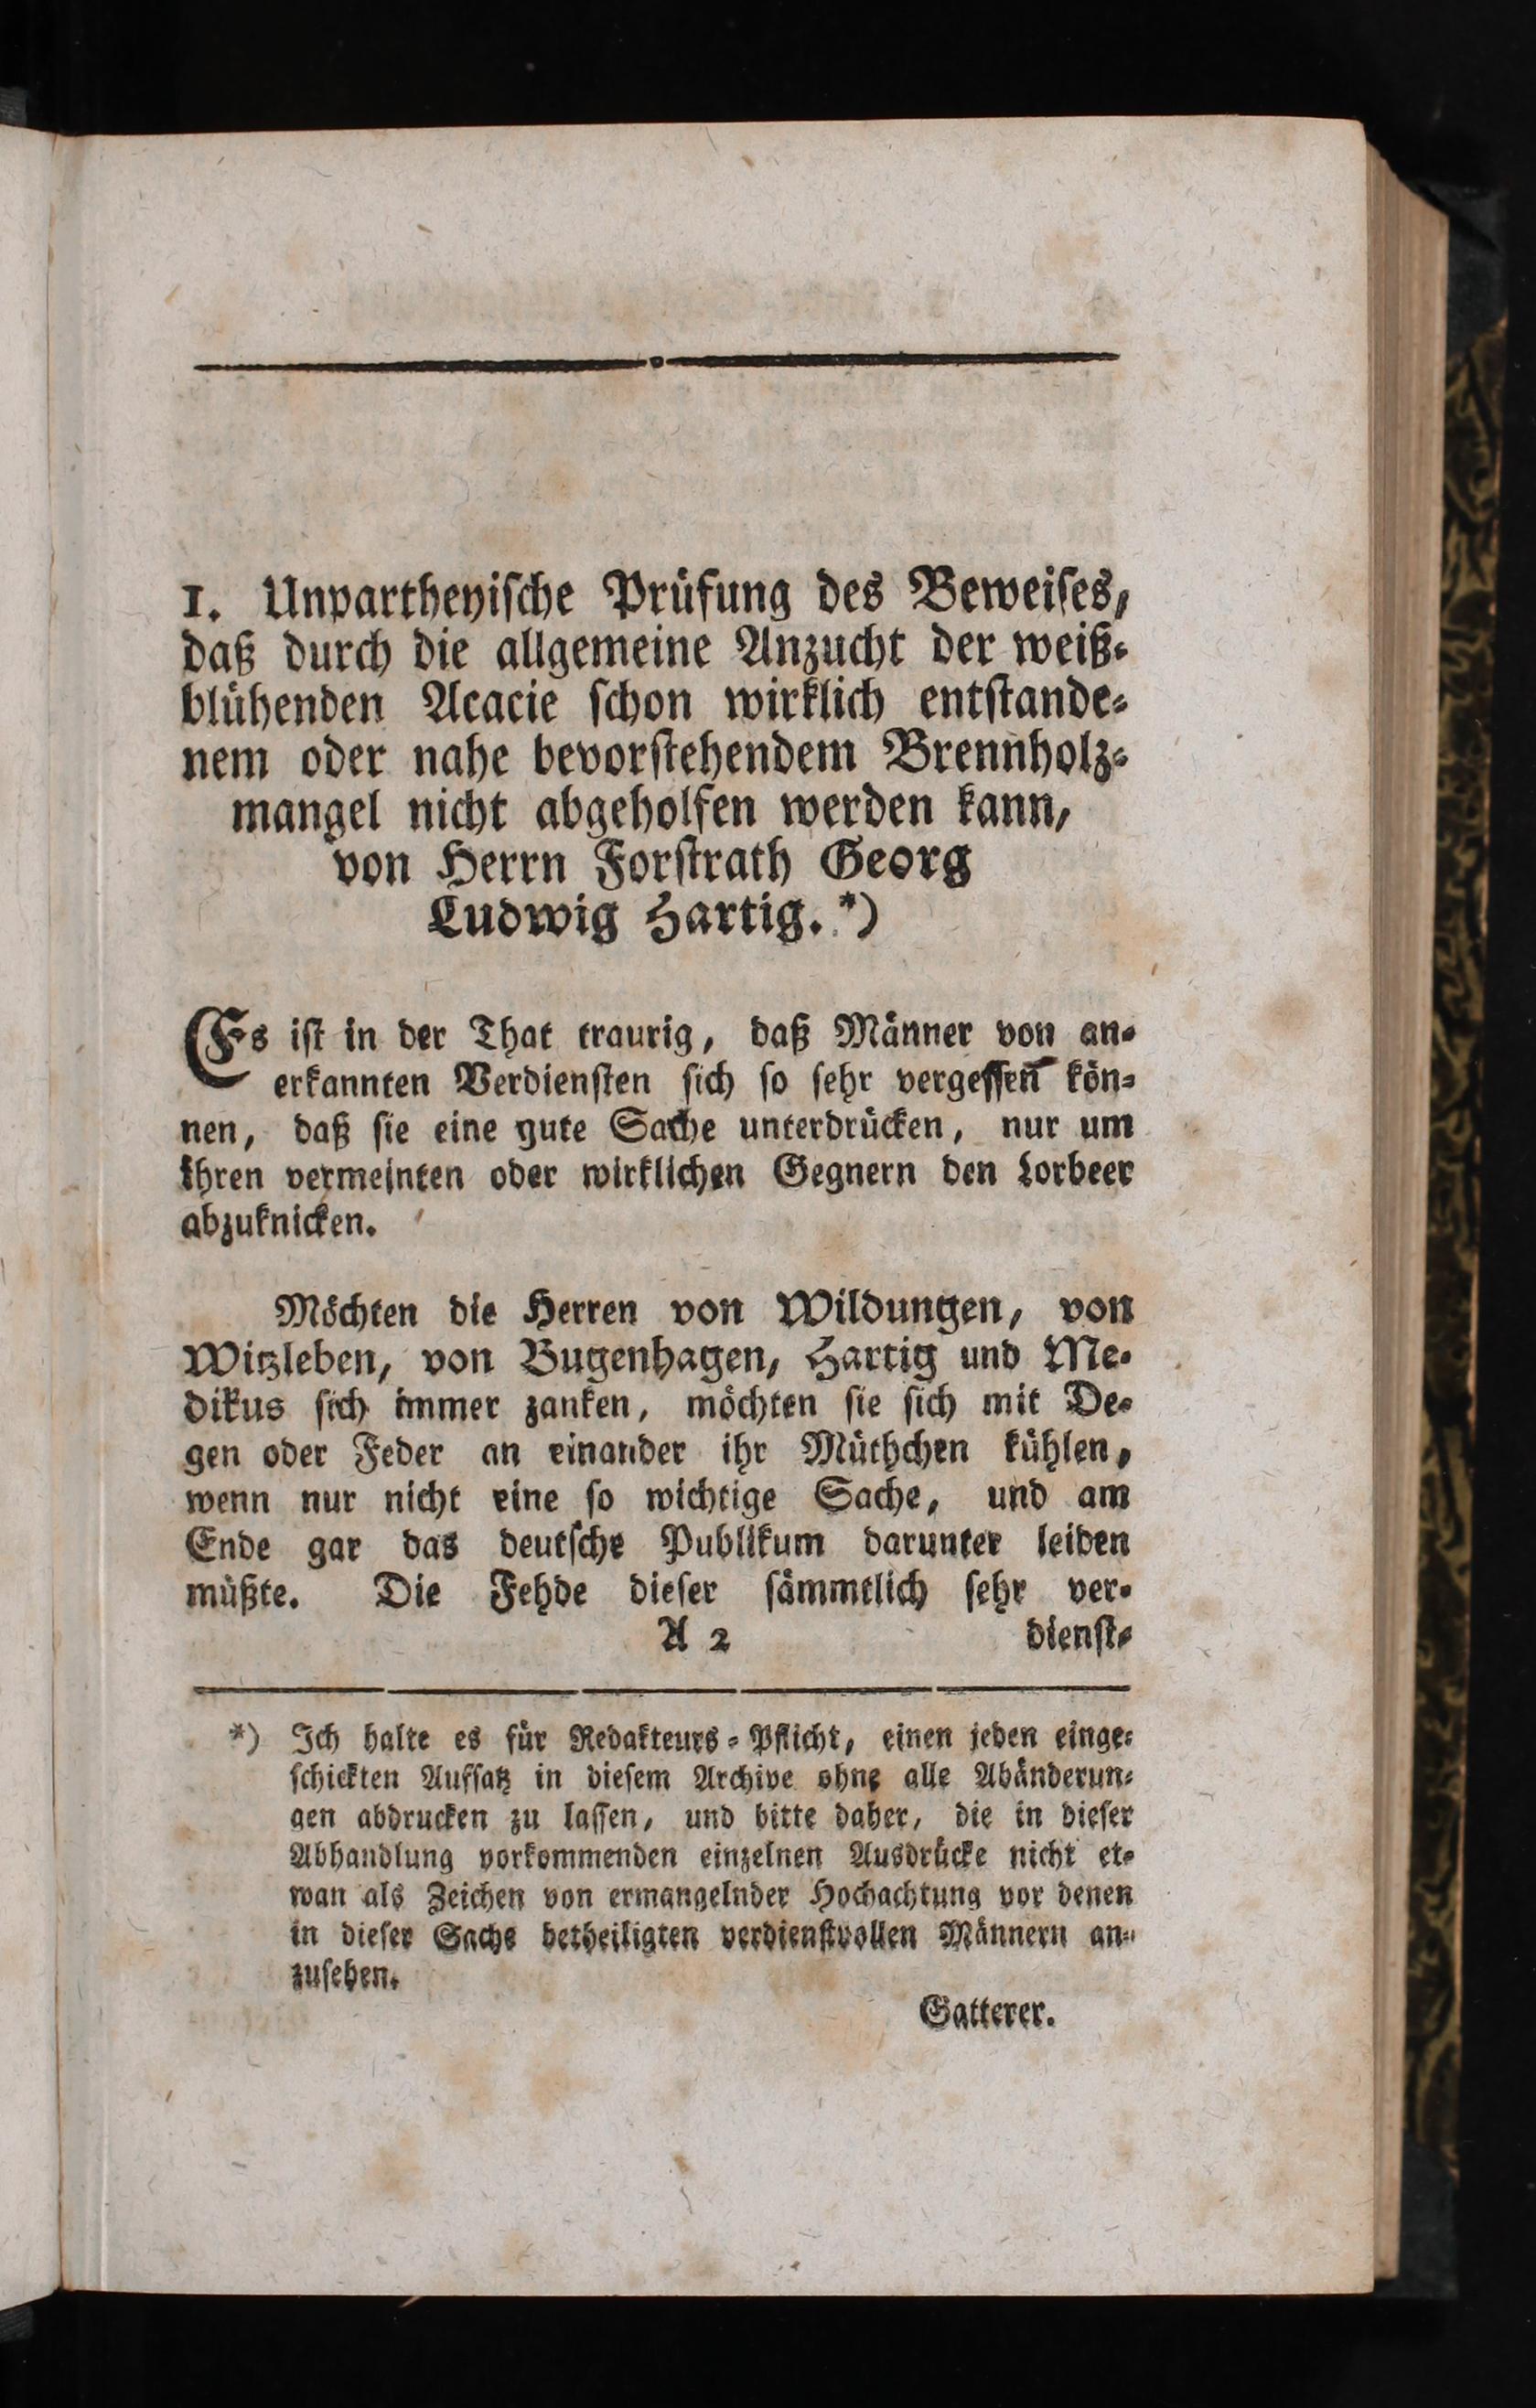 1. Unpartheyische Prüfung des Beweises,
daß durch die allgemeine Anzucht der weiß-
blühenden Acacie schon wirklich entstande-
nem oder nahe bevorstehendem Brennholz-
mangel nicht abgeholfen werden kann,
von Herrn Forstrath Georg
Ludwig Hartig. *)
Es ist in der That traurig, daß Männer von an-
erkannten Verdiensten sich so sehr vergessen kön-
nen, daß sie eine gute Sache unterdrücken, nur um
ihren vermeinten oder wirklichen Gegnern den Lorbeer
abzuknicken.
Möchten die Herren von Wildungen, von
Witzleben, von Bugenhagen, Hartig und Me-
dikus sich immer zanken, möchten sie sich mit De-
gen oder Feder an einander ihr Müthchen kühlen,
wenn nur nicht eine so wichtige Sache, und am
Ende gar das deutsche Publikum darunter leiden
müßte. Die Fehde dieser sämmtlich sehr ver-
A 2 dienst-
*) Ich halte es für Redakteurs-Pflicht, einen jeden einge-
schickten Aufsatz in diesem Archive ohne alle Abänderun-
gen abdrucken zu lassen, und bitte daher, die in dieser
Abhandlung vorkommenden einzelnen Ausdrücke nicht et-
wan als Zeichen von ermangelnder Hochachtung vor denen
in dieser Sache betheiligten verdienstvollen Männern an-
zusehen.
Gatterer.